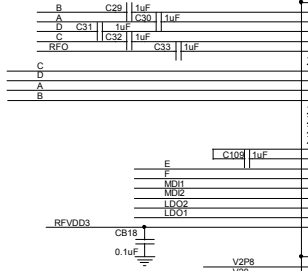 B C29 1uF
A C30 1uF
D C31 1uF
C C32 1uF
RFO C33 1uF
C
D
A
B
C109 1uF
E
F
MDI1
MDI2
LDO2
LDO1
RFVDD3
CB18
0.1uF
V2P8